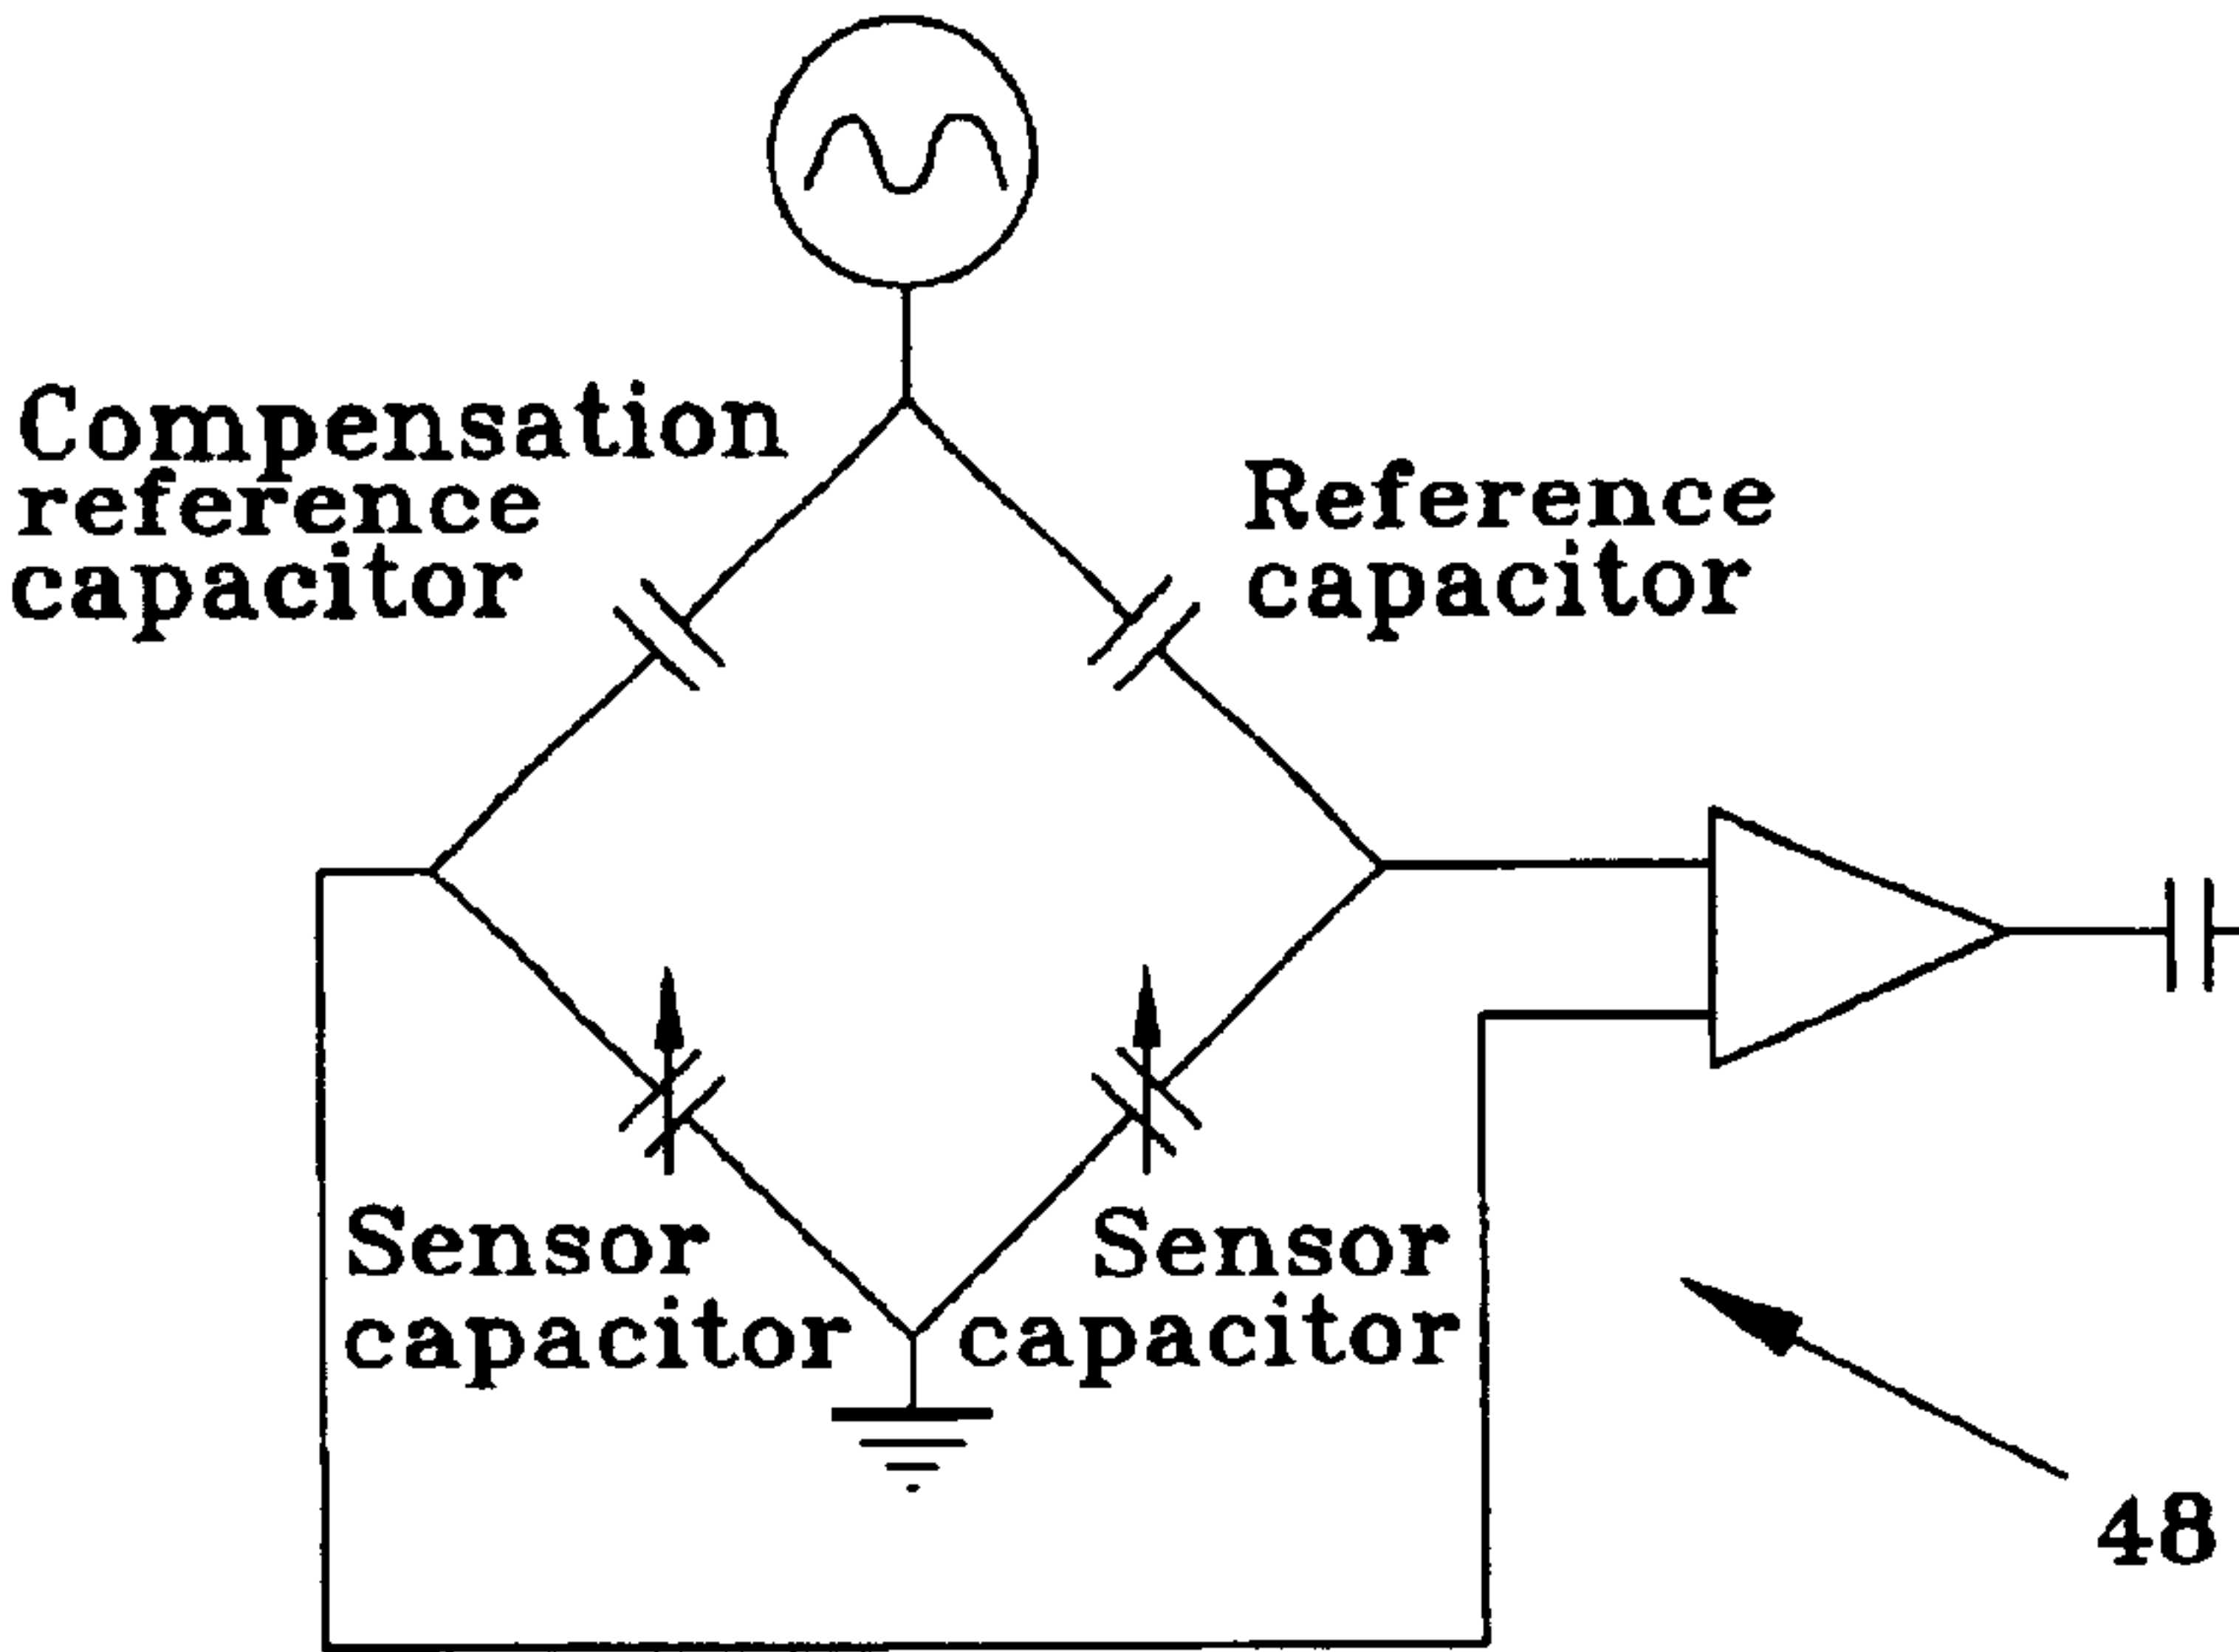 Compensation
reference
capacitor
Reference
capacitor
Sensor
capacitor
Sensor
capacitor
48